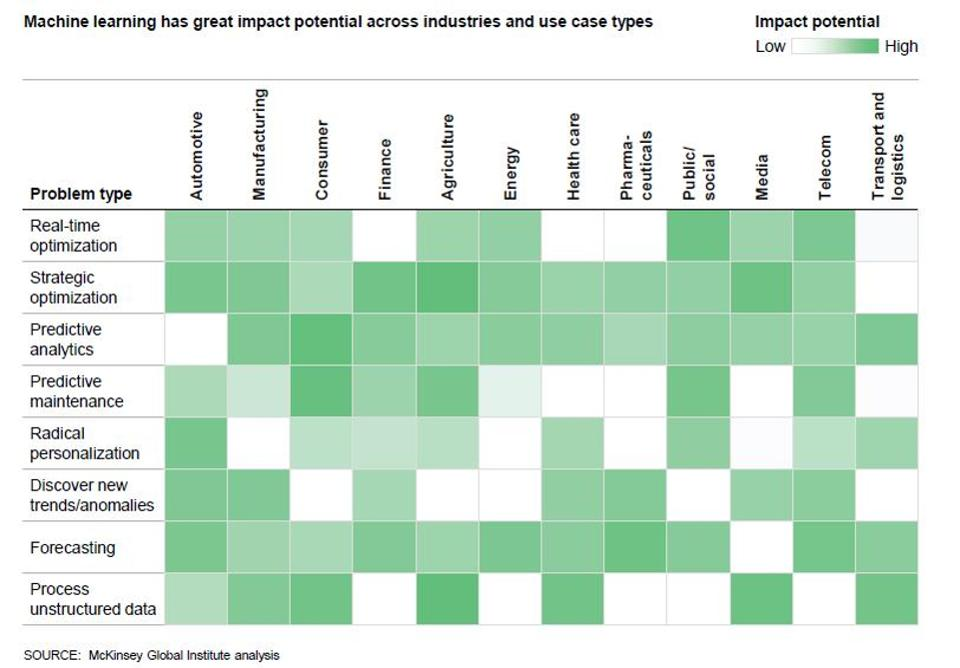 Machine learning has great impact potential across industries and use case types
Impact potential
Low High
Problem type
Automotive
Manufacturing
Consumer
Finance
Agriculture
Energy
Health care
Pharma-
ceuticals
Public/
social
Media
Telecom
Transport and
logistics
Real-time
optimization
Strategic
optimization
Predictive
analytics
Predictive
maintenance
Radical
personalization
Discover new
trends/anomalies
Forecasting
Process
unstructured data
SOURCE: McKinsey Global Institute analysis